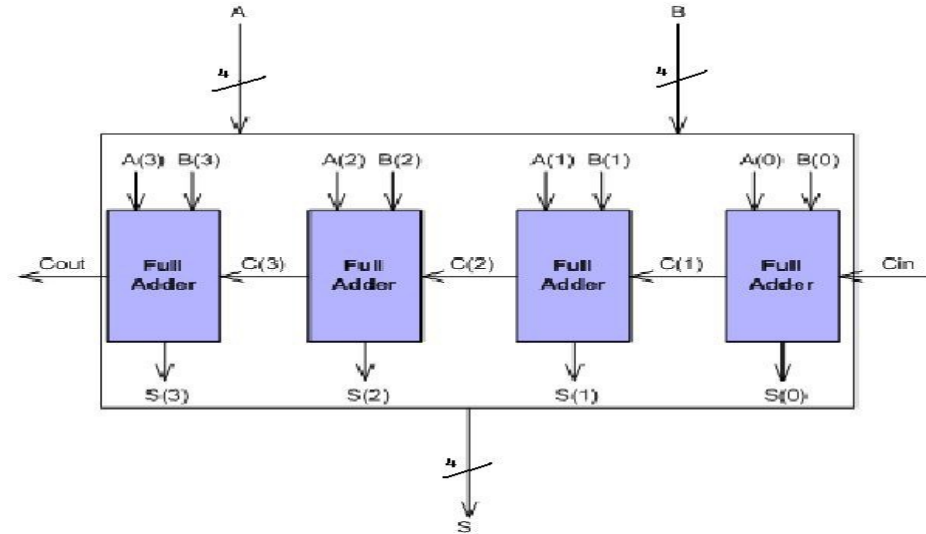 A B
4 4
A(3) B(3) A(2) B(2) A(1) B(1) A(0) B(0)
Cout Full Adder C(3) Full Adder C(2) Full Adder C(1) Full Adder Cin
S(3) S(2) S(1) S(0)
4
S